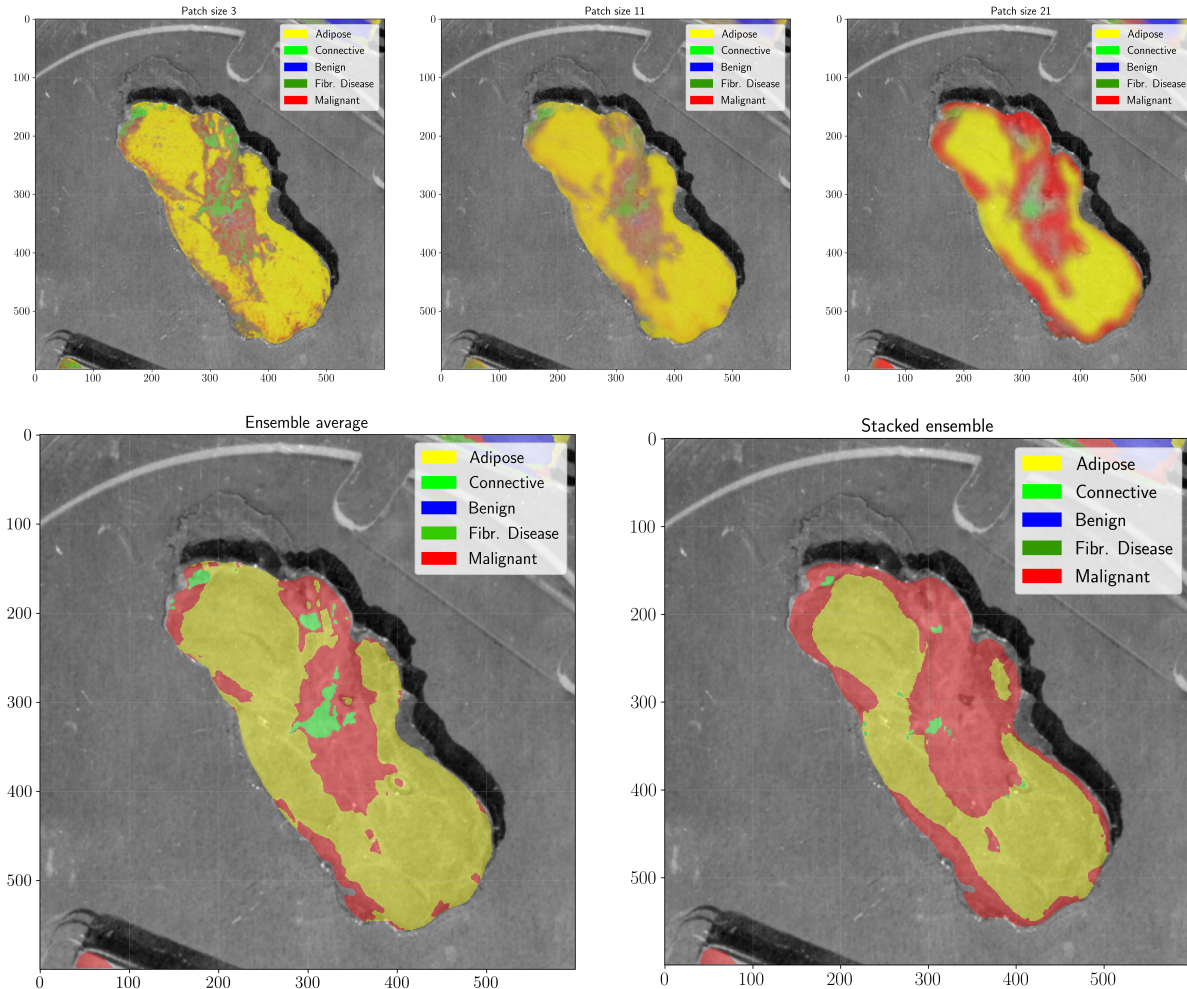 Patch size 3
Adipose
Connective
Benign
Fibr. Disease
Malignant
0
100
200
300
400
500
0 100 200 300 400 500
Patch size 11
Adipose
Connective
Benign
Fibr. Disease
Malignant
0
100
200
300
400
500
0 100 200 300 400 500
Patch size 21
Adipose
Connective
Benign
Fibr. Disease
Malignant
0
100
200
300
400
500
0 100 200 300 400 500
Ensemble average
Adipose
Connective
Benign
Fibr. Disease
Malignant
0
100
200
300
400
500
0 100 200 300 400 500
Stacked ensemble
Adipose
Connective
Benign
Fibr. Disease
Malignant
0
100
200
300
400
500
0 100 200 300 400 500